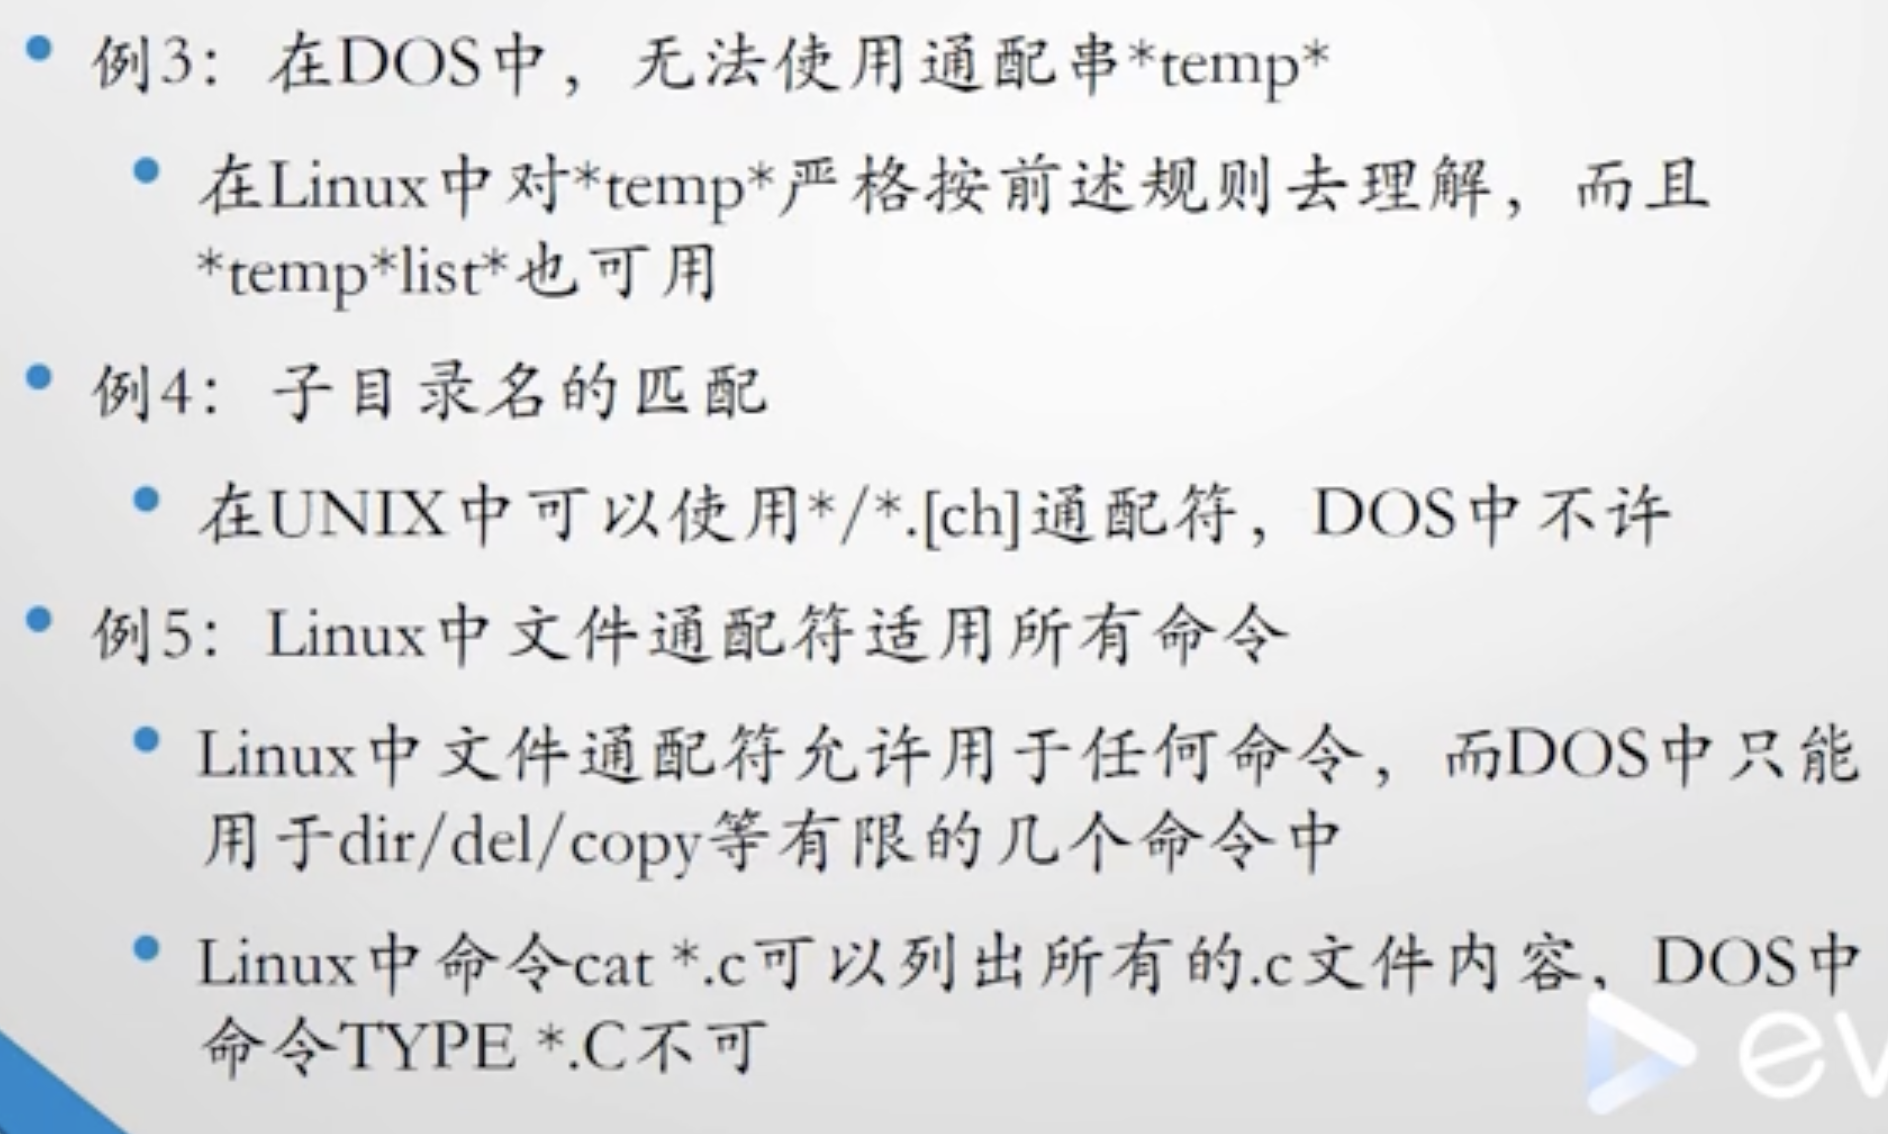 • 例3：在DOS中，无法使用通配串*temp*
• 在Linux中对*temp*严格按前述规则去理解，而且
*temp*list*也可用
• 例4：子目录名的匹配
• 在UNIX中可以使用*/*.[ch]通配符，DOS中不许
• 例5：Linux中文件通配符适用所有命令
• Linux中文件通配符允许用于任何命令，而DOS中只能
用于dir/del/copy等有限的几个命令中
• Linux中命令cat *.c可以列出所有的.c文件内容，DOS中
命令TYPE *.C不可
ev